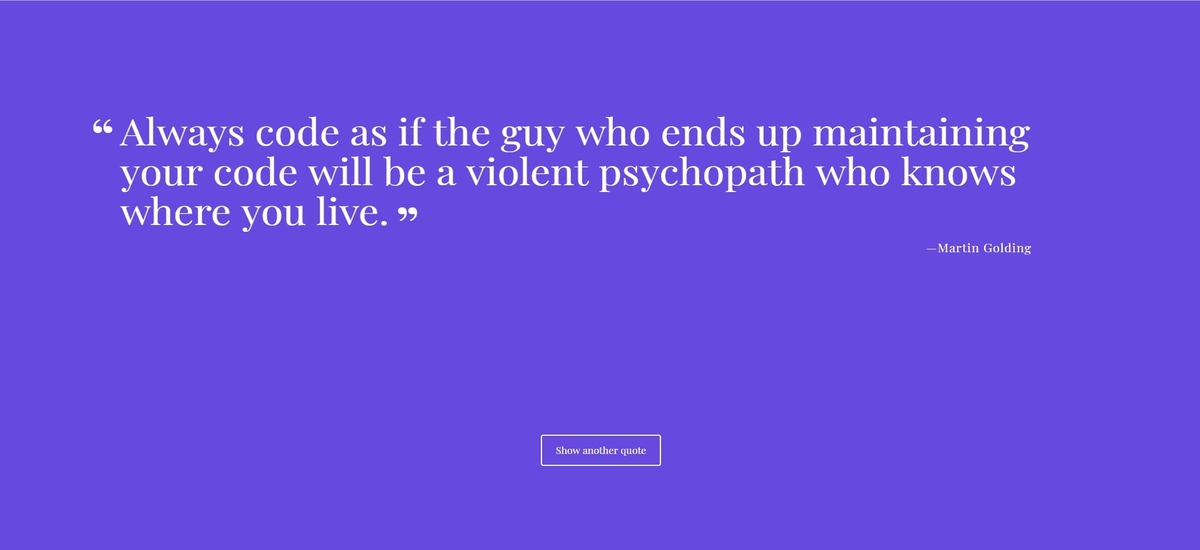 “ Always code as if the guy who ends up maintaining
your code will be a violent psychopath who knows
where you live. ”
—Martin Golding
Show another quote